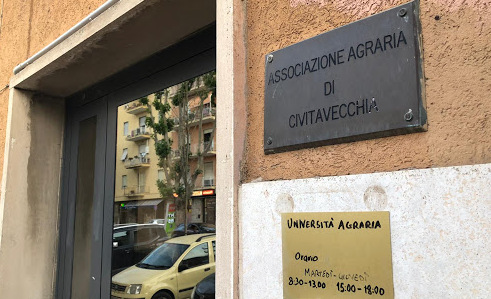 ASSOCIAZIONE AGRARIA
DI
CIVITAVECCHIA
UNIVERSITÀ AGRARIA
Orario
MARTEDÌ-GIOVEDÌ
8:30-13.00 15:00-18:00